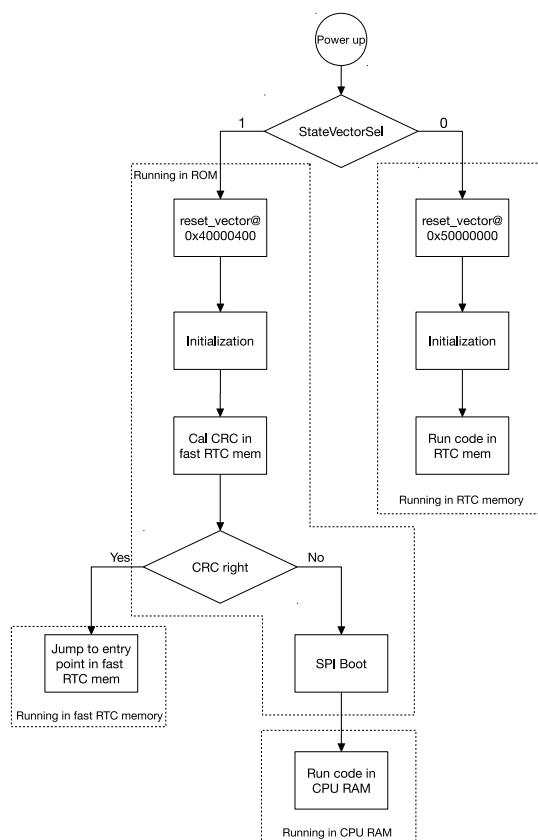 Power up
StateVectorSel
1
0
Running in ROM
reset_vector@
0x40000400
reset_vector@
0x50000000
Initialization
Initialization
Cal CRC in
fast RTC mem
Run code in
RTC mem
Running in RTC memory
Yes
CRC right
No
Jump to entry
point in fast
RTC mem
SPI Boot
Running in fast RTC memory
Run code in
CPU RAM
Running in CPU RAM